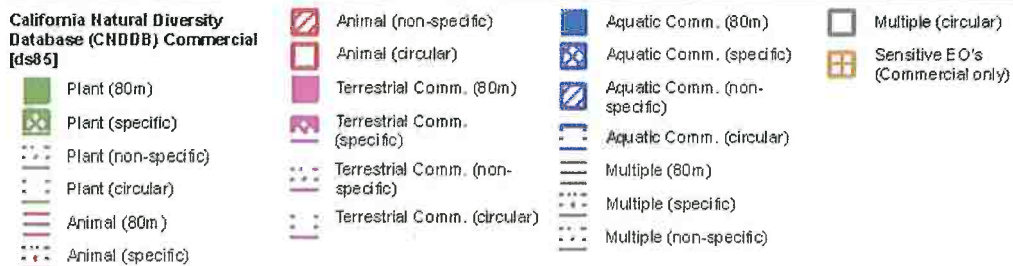 California Natural Diversity
Database (CNDDB) Commercial
[ds85]
Plant (80m)
Plant (specific)
Plant (non-specific)
Plant (circular)
Animal (80m)
Animal (specific)
Animal (non-specific)
Animal (circular)
Terrestrial Comm. (80m)
Terrestrial Comm.
(specific)
Terrestrial Comm. (non-
specific)
Terrestrial Comm. (circular)
Aquatic Comm. (80m)
Aquatic Comm. (specific)
Aquatic Comm. (non-
specific)
Aquatic Comm. (circular)
Multiple (80m)
Multiple (specific)
Multiple (non-specific)
Multiple (circular)
Sensitive EO's
(Commercial only)